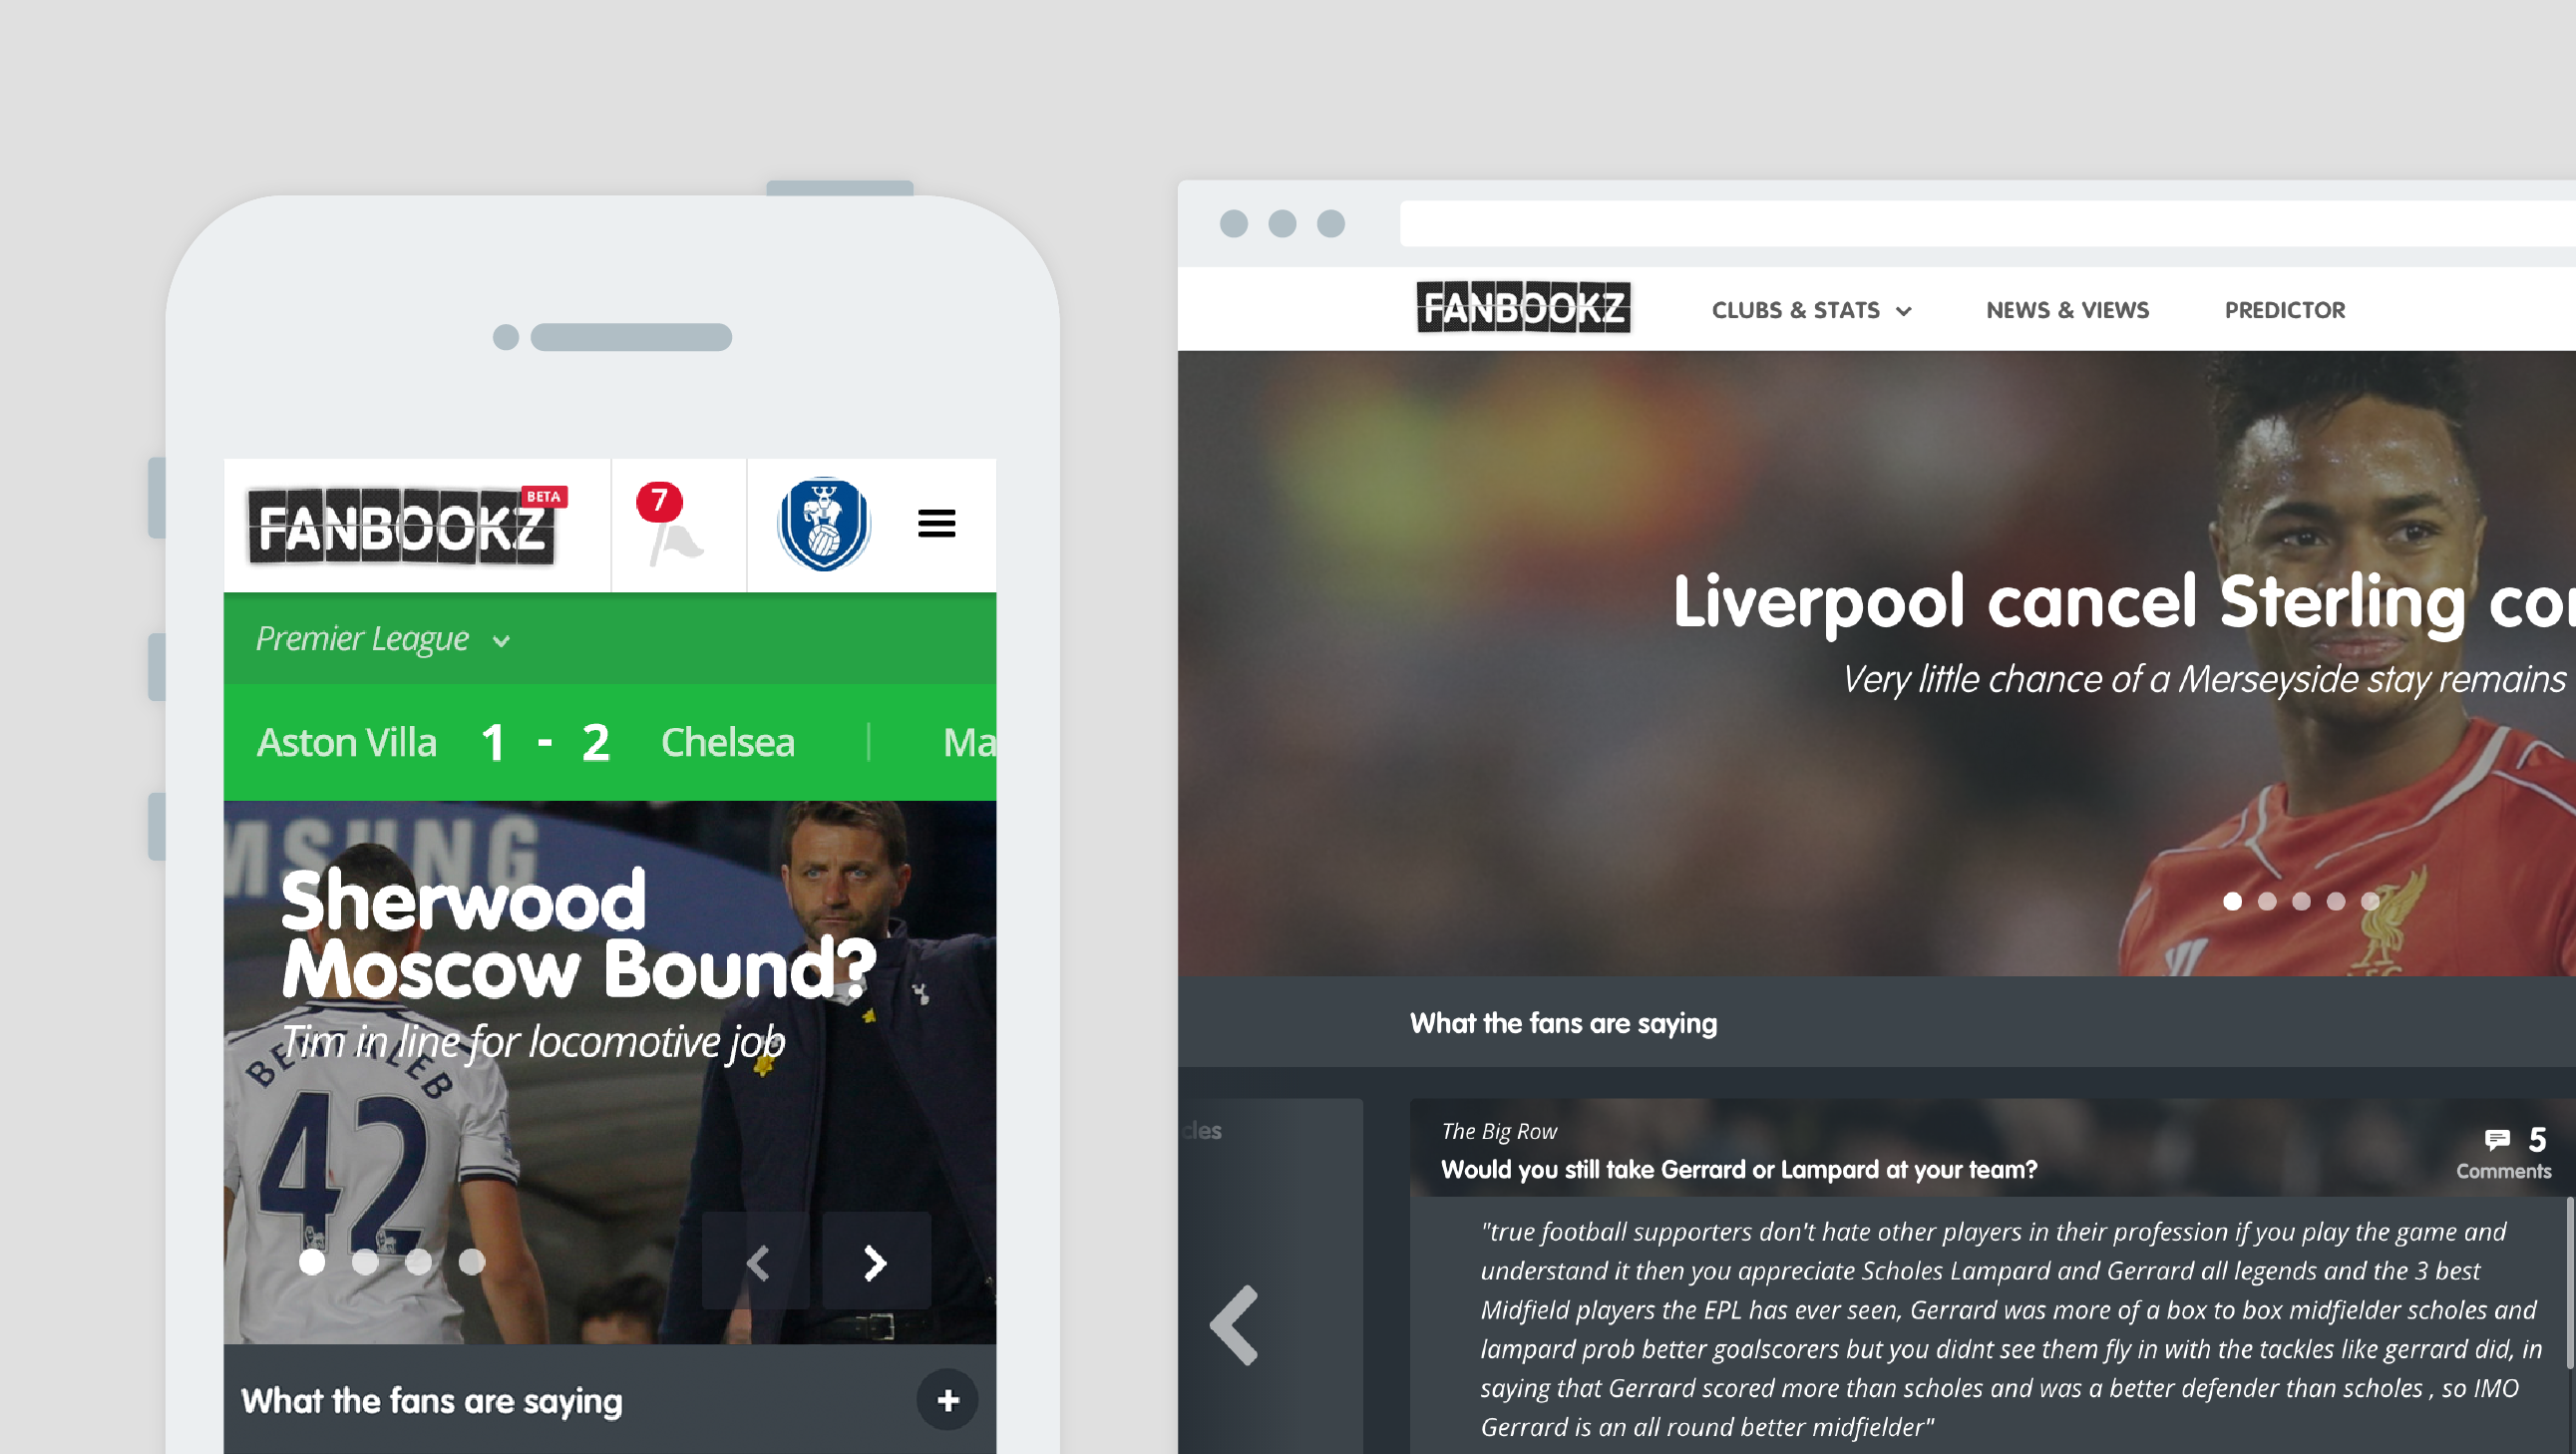 FANBOOKZ
BETA
7
Premier League
Aston Villa 1 - 2 Chelsea | Ma
MSUNG
Sherwood
Moscow Bound?
Tim in line for locomotive job
42
What the fans are saying
+
FANBOOKZ CLUBS & STATS NEWS & VIEWS PREDICTOR
Liverpool cancel Sterling
Very little chance of a Merseyside stay remains
What the fans are saying
The Big Row
Would you still take Gerrard or Lampard at your team?
5
Comments
"true football supporters don't hate other players in their profession if you play the game and
understand it then you appreciate Scholes Lampard and Gerrard all legends and the 3 best
Midfield players the EPL has ever seen, Gerrard was more of a box to box midfielder scholes and
lampard prob better goalscorers but you didnt see them fly in with the tackles like gerrard did, in
saying that Gerrard scored more than scholes and was a better defender than scholes , so IMO
Gerrard is an all round better midfielder"